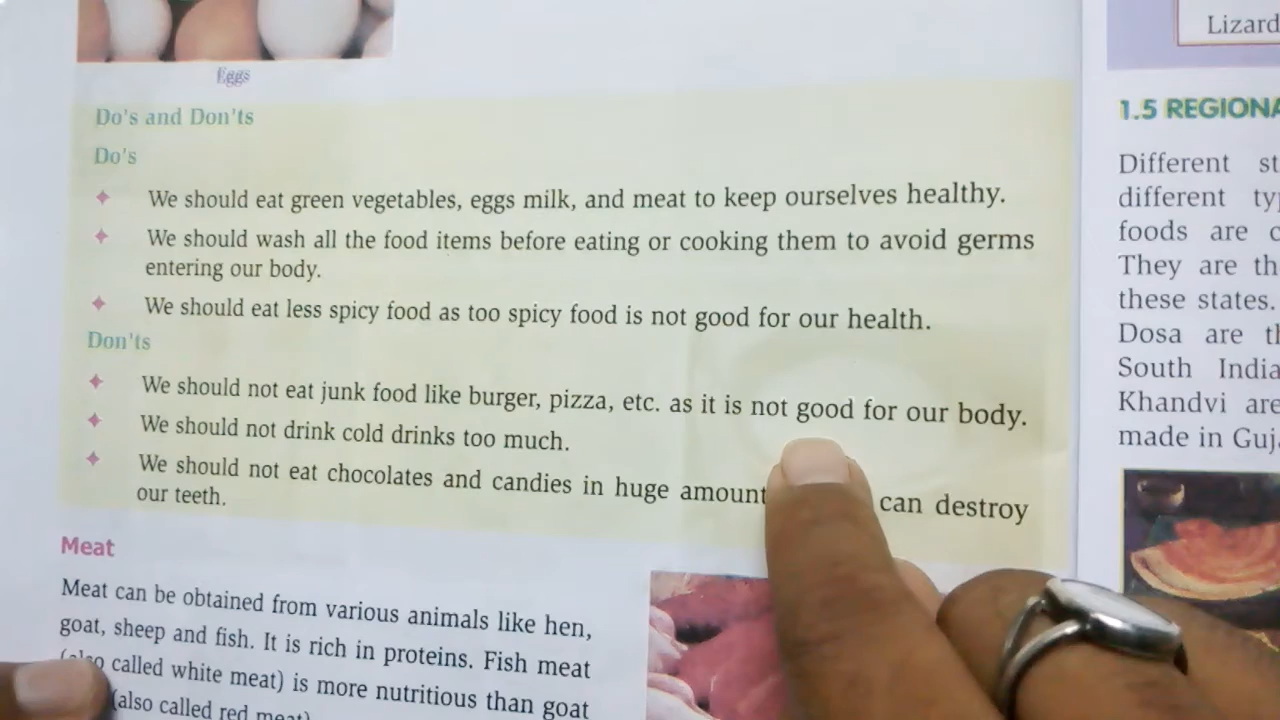 Eggs
Do's and Don'ts
Do's
We should eat green vegetables, eggs milk, and meat to keep ourselves healthy.
We should wash all the food items before eating or cooking them to avoid germs
entering our body.
We should eat less spicy food as too spicy food is not good for our health.
Don'ts
We should not eat junk food like burger, pizza, etc. as it is not good for our body.
We should not drink cold drinks too much.
We should not eat chocolates and candies in huge amount can destroy
our teeth.
Meat
Meat can be obtained from various animals like hen,
goat, sheep and fish. It is rich in proteins. Fish meat
called white meat) is more nutritious than goat
(also called red meat)
Lizard
1.5 REGIONA
Different st
different typ
foods are c
They are th
these states.
Dosa are th
South India
Khandvi are
made in Guj